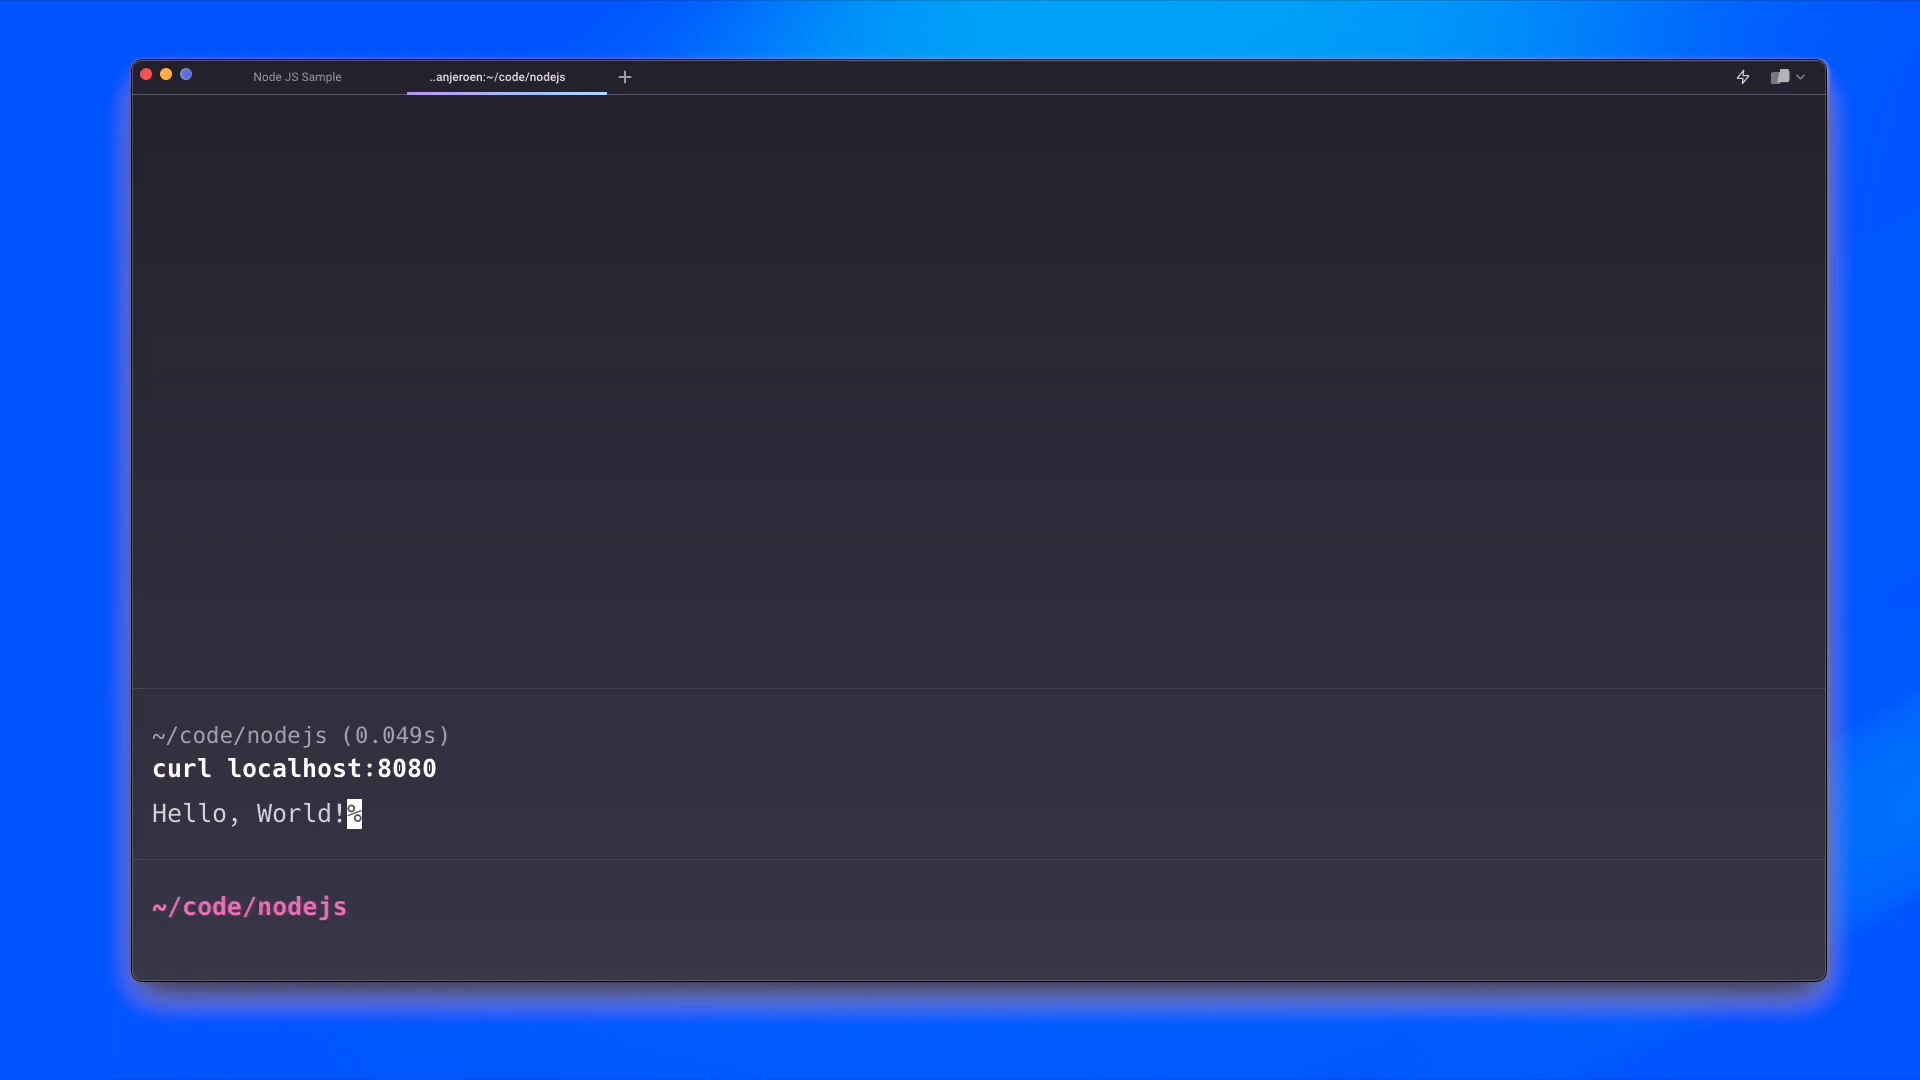 Node JS Sample
..anjeroen:~/code/nodejs
~/code/nodejs (0.049s)
curl localhost:8080
Hello, World!%
~/code/nodejs